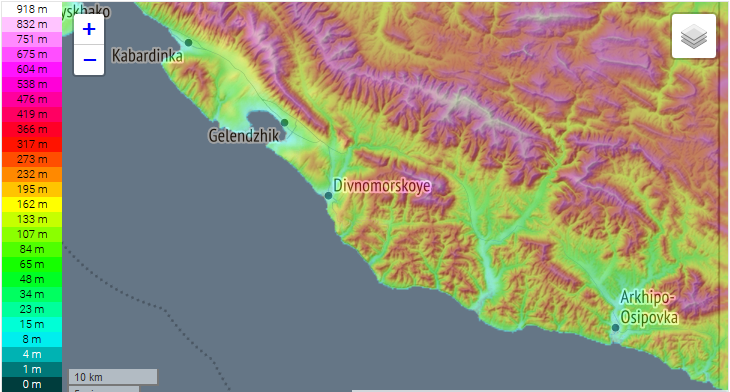 918 m
832 m
751 m
675 m
604 m
538 m
476 m
419 m
366 m
317 m
273 m
232 m
195 m
162 m
133 m
107 m
84 m
65 m
48 m
34 m
23 m
15 m
8 m
4 m
1 m
0 m
+
−
Kabardinka
Gelendzhik
Divnomorskoye
Arkhipo-
Osipovka
10 km